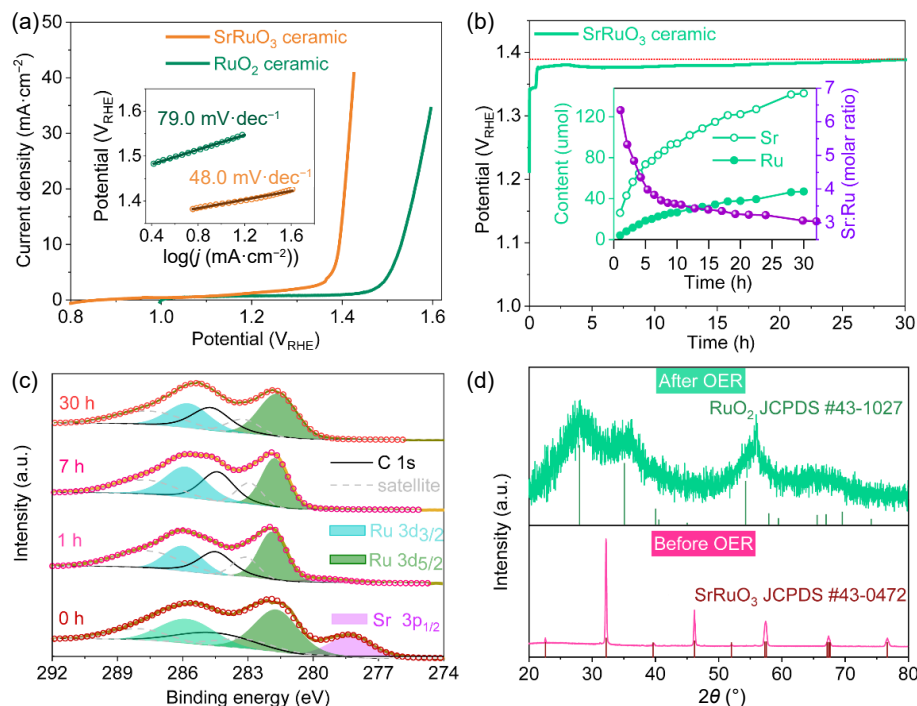 (a)
SrRuO₃ ceramic
RuO₂ ceramic
Current density (mA·cm⁻²)
50
40
30
20
10
0
0.8
1.0
1.2
1.4
1.6
Potential (V_RHE)
79.0 mV·dec⁻¹
48.0 mV·dec⁻¹
Potential (V_RHE)
1.6
1.5
1.4
0.4
0.8
1.2
1.6
log(j (mA·cm⁻²))
(b)
SrRuO₃ ceramic
Potential (V_RHE)
1.4
1.3
1.2
1.1
1.0
0
5
10
15
20
25
30
Time (h)
Content (umol)
120
80
40
0
Sr
Ru
Sr:Ru (molar ratio)
7
6
5
4
3
0
5
10
15
20
25
30
Time (h)
(c)
Intensity (a.u.)
30 h
7 h
1 h
0 h
C 1s
satellite
Ru 3d₃/₂
Ru 3d₅/₂
Sr 3p₁/₂
292
289
286
283
280
277
274
Binding energy (eV)
(d)
Intensity (a.u.)
After OER
RuO₂ JCPDS #43-1027
Before OER
SrRuO₃ JCPDS #43-0472
20
30
40
50
60
70
80
2θ (°)